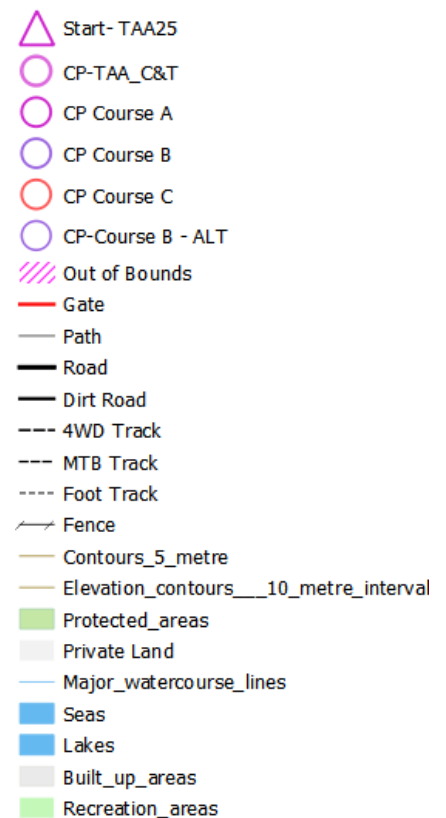 Start- TAA25
CP-TAA_C&T
CP Course A
CP Course B
CP Course C
CP-Course B - ALT
Out of Bounds
Gate
Path
Road
Dirt Road
4WD Track
MTB Track
Foot Track
Fence
Contours_5_metre
Elevation_contours___10_metre_interval
Protected_areas
Private Land
Major_watercourse_lines
Seas
Lakes
Built_up_areas
Recreation_areas